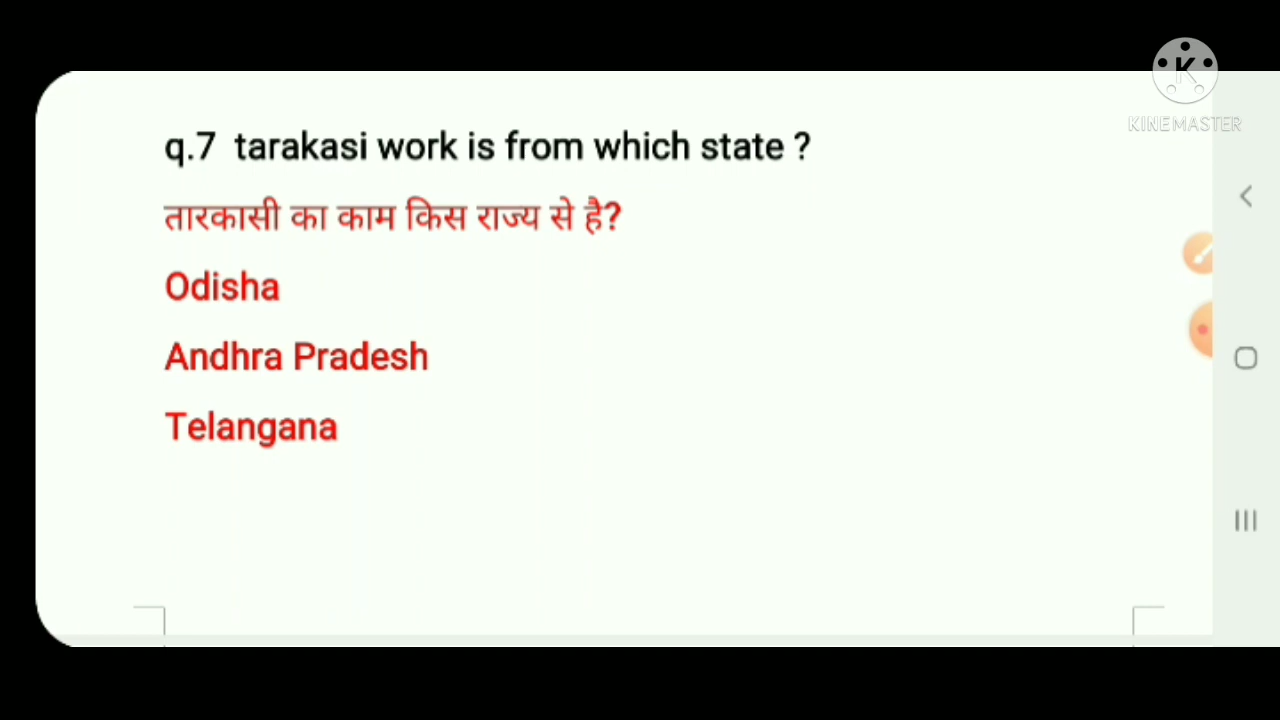 KINEMASTER
q.7 tarakasi work is from which state ?
तारकासी का काम किस राज्य से है?
Odisha
Andhra Pradesh
Telangana